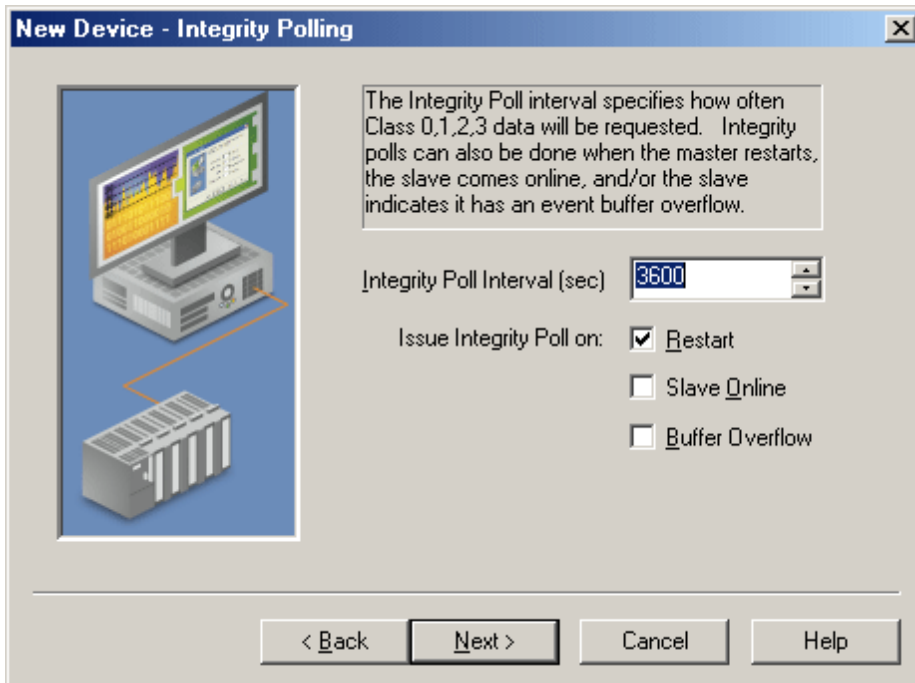 New Device - Integrity Polling
The Integrity Poll interval specifies how often
Class 0,1,2,3 data will be requested.   Integrity
polls can also be done when the master restarts,
the slave comes online, and/or the slave
indicates it has an event buffer overflow.
Integrity Poll Interval (sec) 3600
Issue Integrity Poll on: Restart
Slave Online
Buffer Overflow
< Back Next > Cancel Help